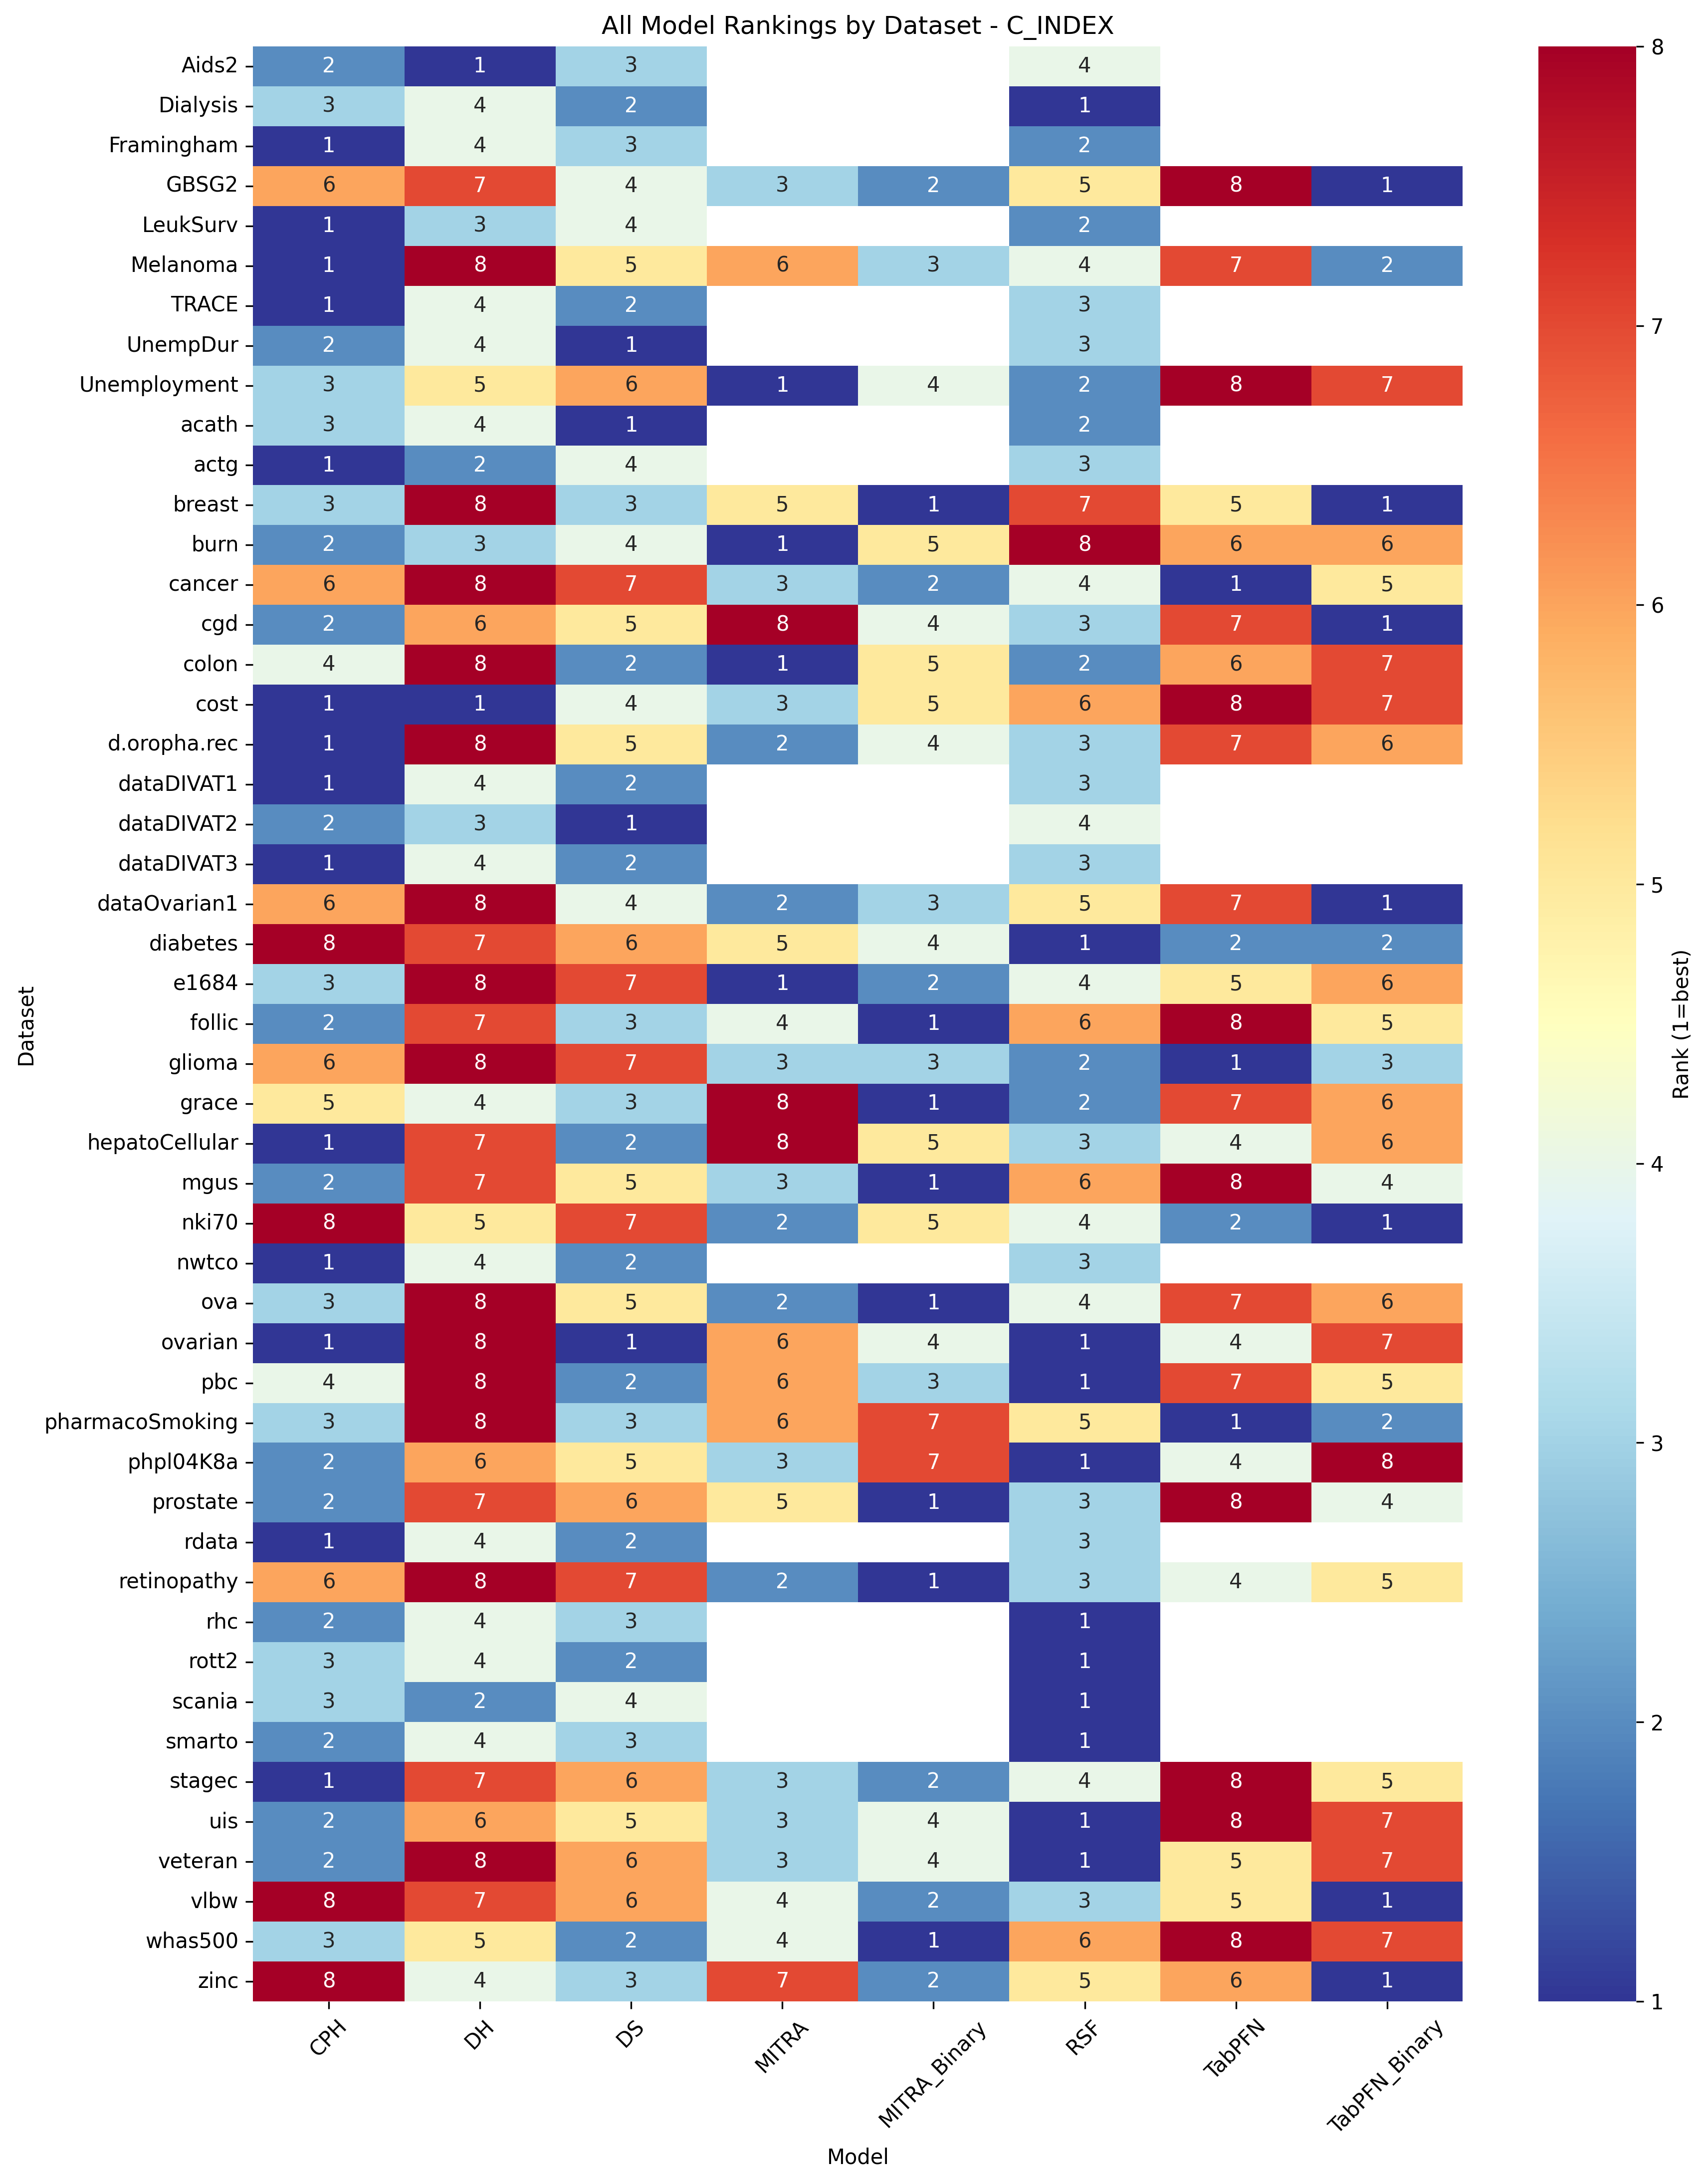 All Model Rankings by Dataset - C_INDEX
Aids2 2 1 3 4
Dialysis 3 4 2 1
Framingham 1 4 3 2
GBSG2 6 7 4 3 2 5 8 1
LeukSurv 1 3 4 2
Melanoma 1 8 5 6 3 4 7 2
TRACE 1 4 2 3
UnempDur 2 4 1 3
Unemployment 3 5 6 1 4 2 8 7
acath 3 4 1 2
actg 1 2 4 3
breast 3 8 3 5 1 7 5 1
burn 2 3 4 1 5 8 6 6
cancer 6 8 7 3 2 4 1 5
cgd 2 6 5 8 4 3 7 1
colon 4 8 2 1 5 2 6 7
cost 1 1 4 3 5 6 8 7
d.oropha.rec 1 8 5 2 4 3 7 6
dataDIVAT1 1 4 2 3
dataDIVAT2 2 3 1 4
dataDIVAT3 1 4 2 3
dataOvarian1 6 8 4 2 3 5 7 1
diabetes 8 7 6 5 4 1 2 2
e1684 3 8 7 1 2 4 5 6
follic 2 7 3 4 1 6 8 5
glioma 6 8 7 3 3 2 1 3
grace 5 4 3 8 1 2 7 6
hepatoCellular 1 7 2 8 5 3 4 6
mgus 2 7 5 3 1 6 8 4
nki70 8 5 7 2 5 4 2 1
nwtco 1 4 2 3
ova 3 8 5 2 1 4 7 6
ovarian 1 8 1 6 4 1 4 7
pbc 4 8 2 6 3 1 7 5
pharmacoSmoking 3 8 3 6 7 5 1 2
phpl04K8a 2 6 5 3 7 1 4 8
prostate 2 7 6 5 1 3 8 4
rdata 1 4 2 3
retinopathy 6 8 7 2 1 3 4 5
rhc 2 4 3 1
rott2 3 4 2 1
scania 3 2 4 1
smarto 2 4 3 1
stagec 1 7 6 3 2 4 8 5
uis 2 6 5 3 4 1 8 7
veteran 2 8 6 3 4 1 5 7
vlbw 8 7 6 4 2 3 5 1
whas500 3 5 2 4 1 6 8 7
zinc 8 4 3 7 2 5 6 1
CPH DH DS MITRA MITRA_Binary RSF TabPFN TabPFN_Binary
Model
Dataset
8
7
6
5
4
3
2
1
Rank (1=best)